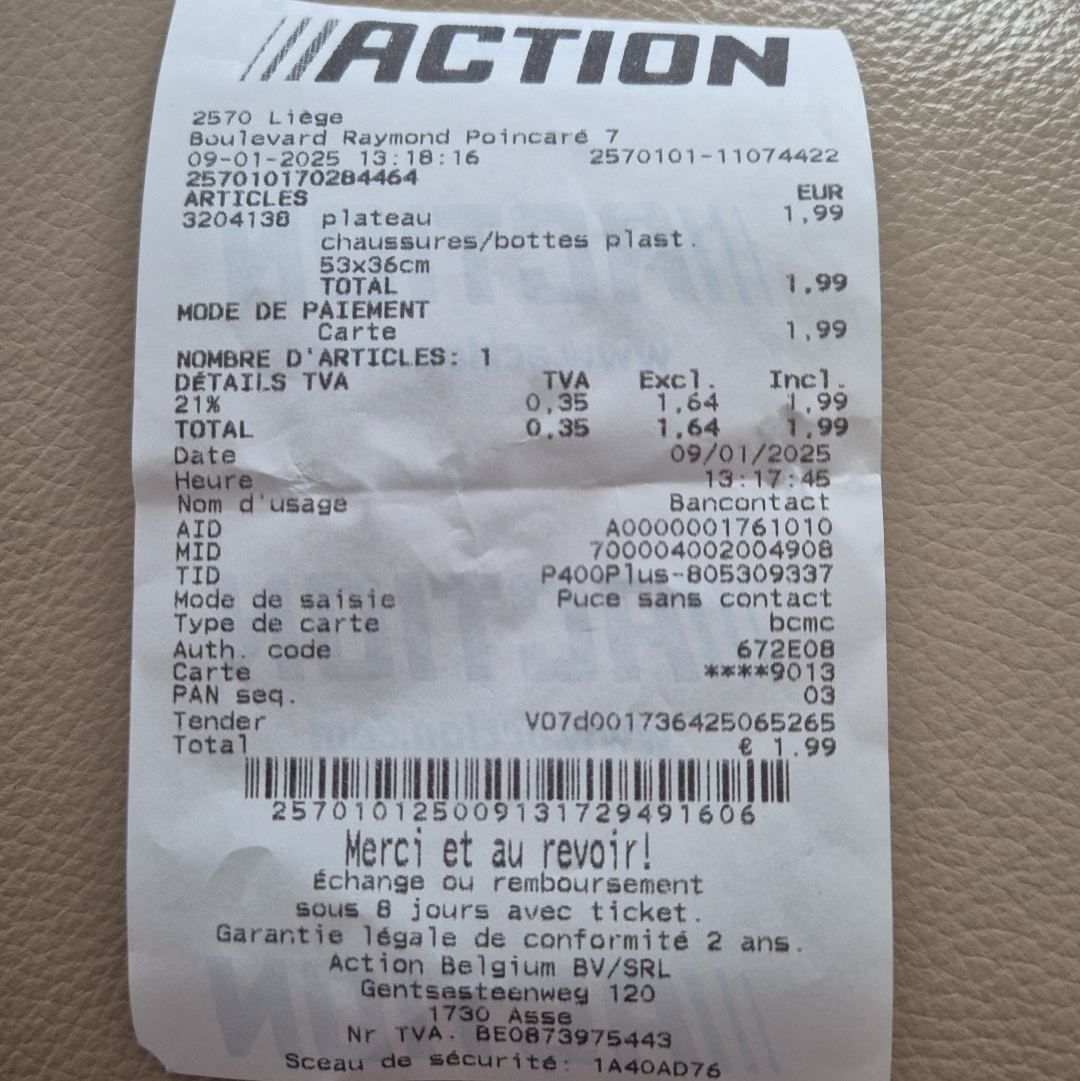 ACTION
2570 Liège
Boulevard Raymond Poincaré 7
09-01-2025 13:18:16 2570101-11074422
257010170284464
ARTICLES EUR
3204138 plateau 1,99
chaussures/bottes plast.
53x36cm
TOTAL 1,99
MODE DE PAIEMENT
Carte 1,99
NOMBRE D'ARTICLES: 1
DÉTAILS TVA TVA Excl. Incl.
21% 0,35 1,64 1,99
TOTAL 0,35 1,64 1,99
Date 09/01/2025
Heure 13:17:45
Nom d'usage Bancontact
AID A0000001761010
MID 700004002004908
TID P400Plus-805309337
Mode de saisie Puce sans contact
Type de carte bcmc
Auth. code 672E08
Carte ****9013
PAN seq. 03
Tender V07d001736425065265
Total € 1.99
2570101250091317294 91606
Merci et au revoir!
Échange ou remboursement
sous 8 jours avec ticket.
Garantie légale de conformité 2 ans.
Action Belgium BV/SRL
Gentsesteenweg 120
1730 Asse
Nr TVA. BE0873975443
Sceau de sécurité: 1A40AD76